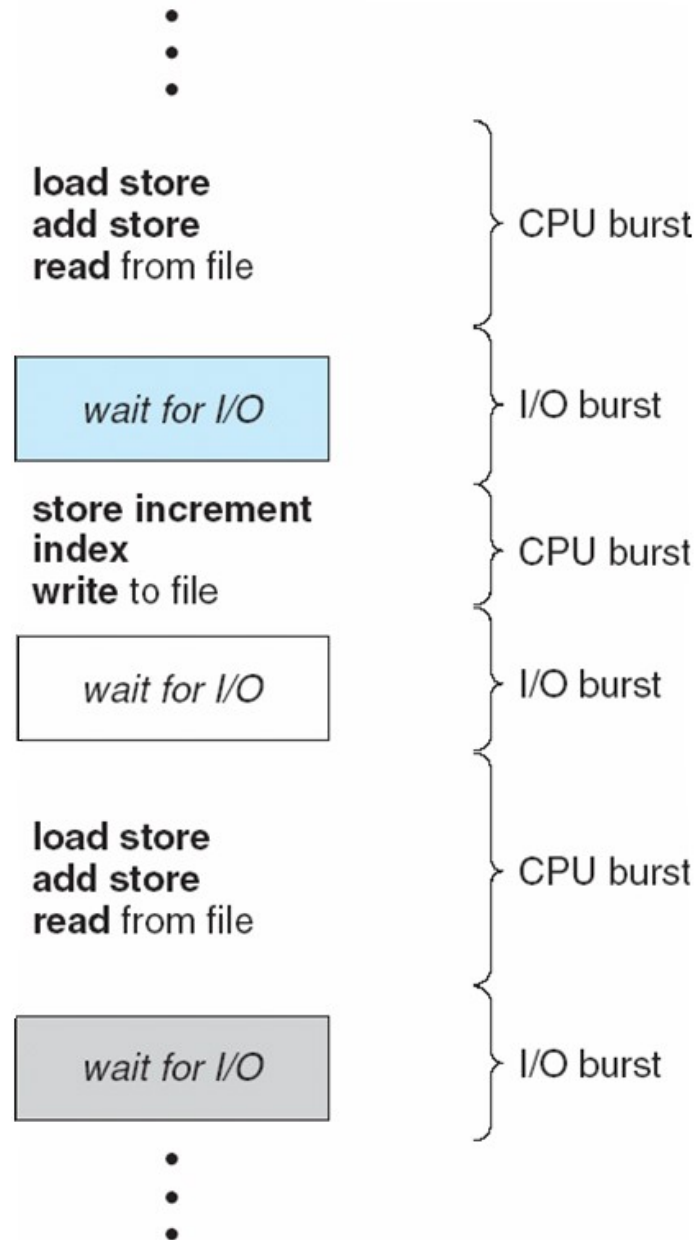 load store
add store
read from file
CPU burst
wait for I/O
I/O burst
store increment
index
write to file
CPU burst
wait for I/O
I/O burst
load store
add store
read from file
CPU burst
wait for I/O
I/O burst